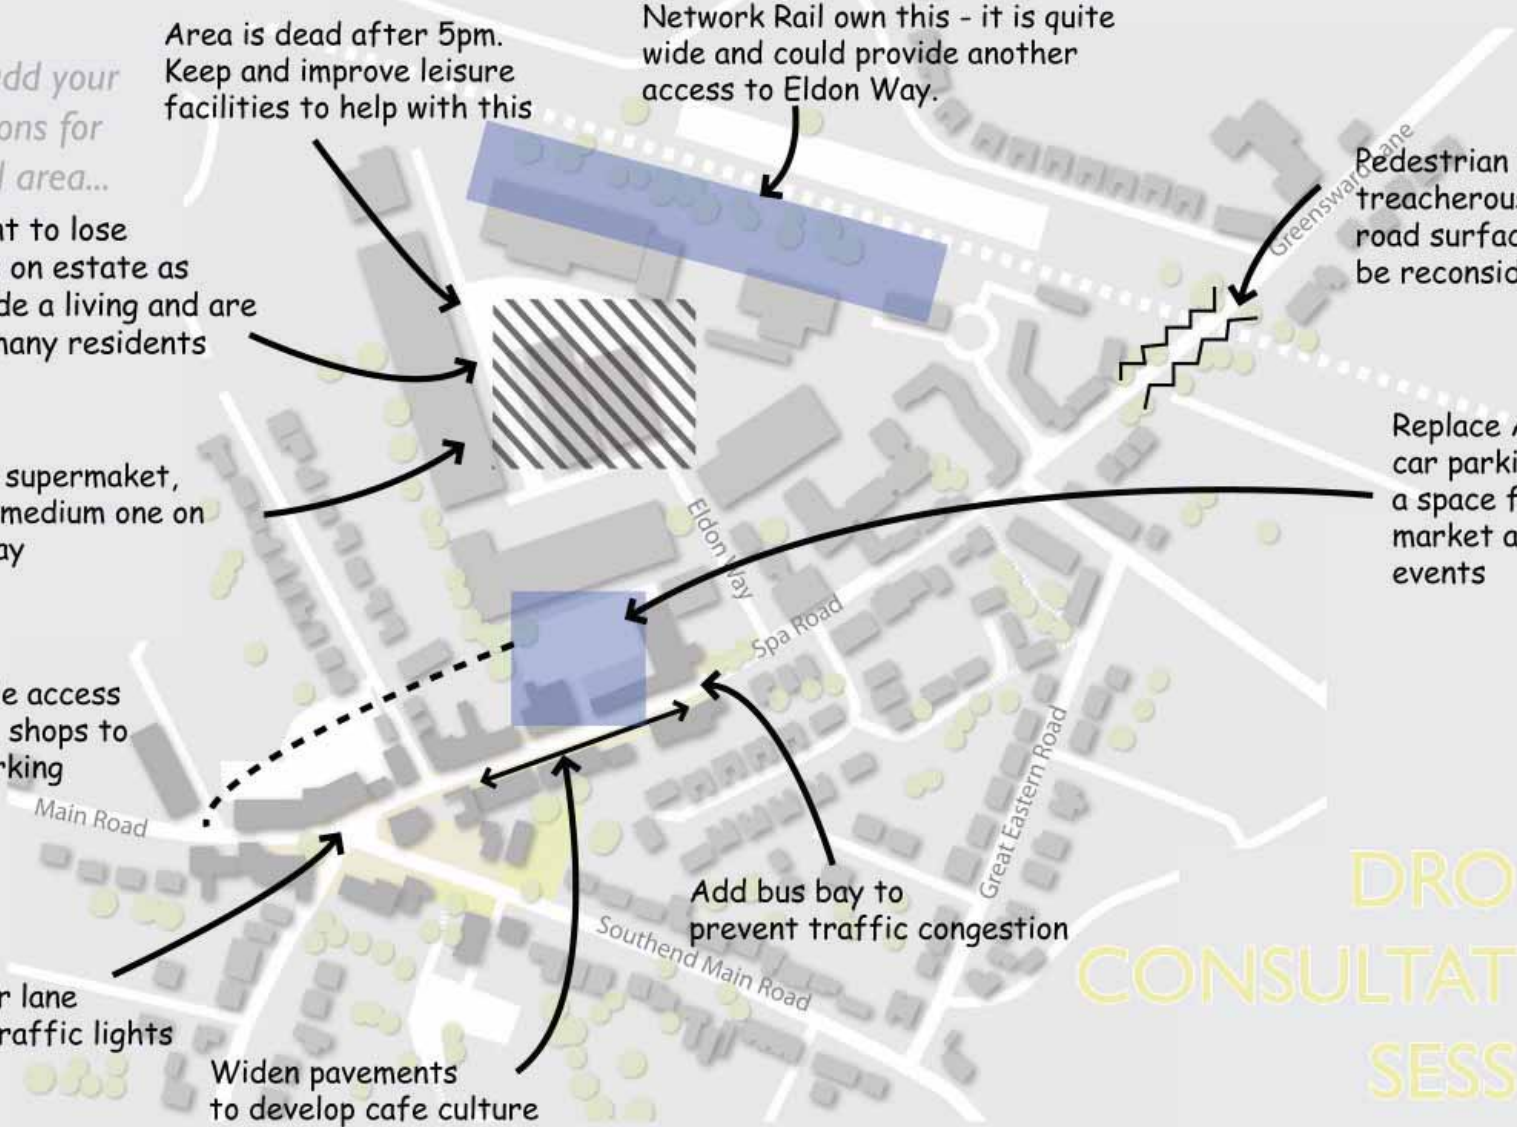 dd your
ons for
area...
Area is dead after 5pm.
Keep and improve leisure
facilities to help with this
Network Rail own this - it is quite
wide and could provide another
access to Eldon Way.
Pedestrian
treacherous
road surfac
be reconsid
Greensward Lane
nt to lose
on estate as
de a living and are
many residents
supermaket,
medium one on
ay
Replace A
car parki
a space f
market a
events
Eldon Way
Spa Road
e access
shops to
rking
Main Road
Great Eastern Road
Add bus bay to
prevent traffic congestion
Southend Main Road
r lane
raffic lights
Widen pavements
to develop cafe culture
DRO
CONSULTAT
SESS